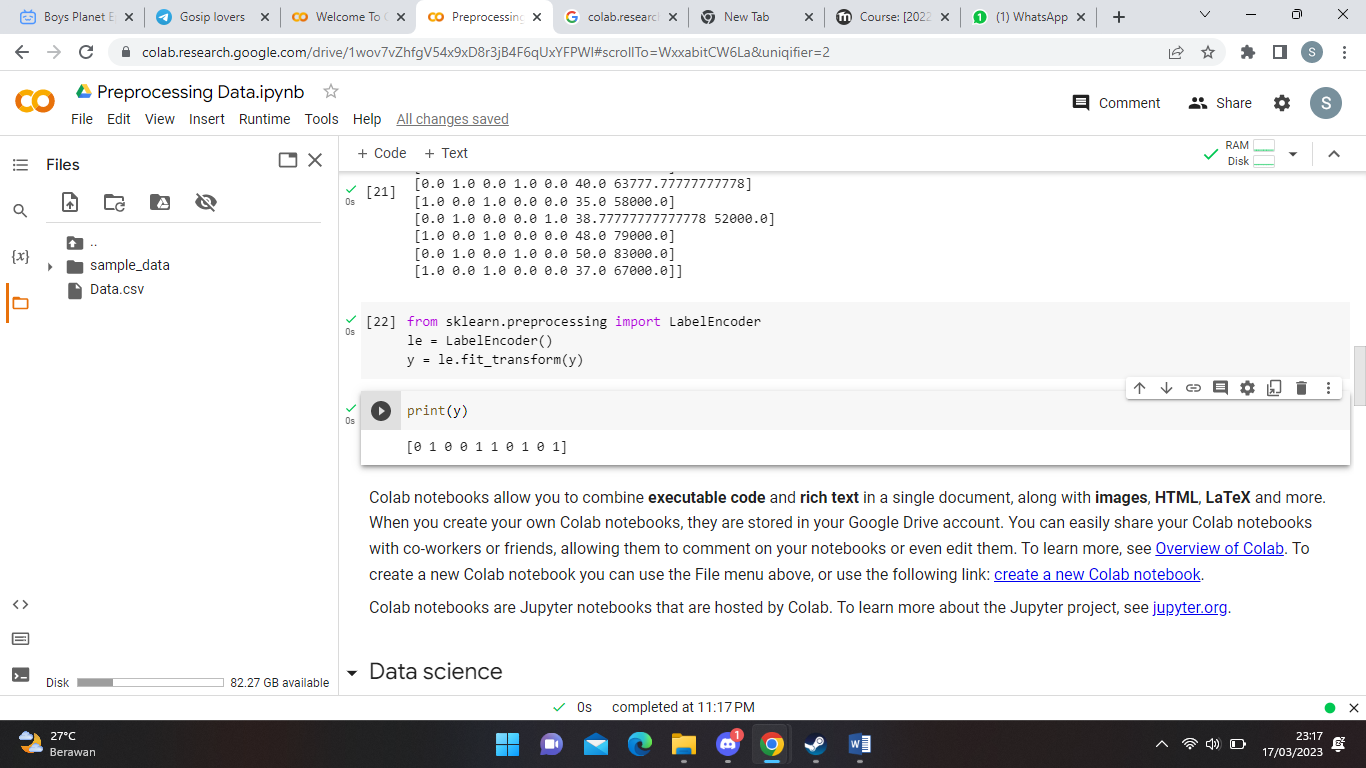 Boys Planet E
Gosip lovers
Welcome To C
Preprocessing
colab.research
New Tab
Course: [2022
(1) WhatsApp
colab.research.google.com/drive/1wov7vZhfgV54x9xD8r3jB4F6qUxYFPWI#scrollTo=WxxabitCW6La&uniqifier=2
S
Preprocessing Data.ipynb
Comment
Share
S
File Edit View Insert Runtime Tools Help All changes saved
Files
+ Code + Text
RAM
Disk
..
sample_data
Data.csv
{x}
[21]
0s
[0.0 1.0 0.0 1.0 0.0 40.0 63777.77777777778]
[1.0 0.0 1.0 0.0 0.0 35.0 58000.0]
[0.0 1.0 0.0 0.0 1.0 38.77777777777778 52000.0]
[1.0 0.0 1.0 0.0 0.0 48.0 79000.0]
[0.0 1.0 0.0 1.0 0.0 50.0 83000.0]
[1.0 0.0 1.0 0.0 0.0 37.0 67000.0]]
[22] from sklearn.preprocessing import LabelEncoder
0s
le = LabelEncoder()
y = le.fit_transform(y)
print(y)
0s
[0 1 0 0 1 1 0 1 0 1]
Colab notebooks allow you to combine executable code and rich text in a single document, along with images, HTML, LaTeX and more.
When you create your own Colab notebooks, they are stored in your Google Drive account. You can easily share your Colab notebooks
with co-workers or friends, allowing them to comment on your notebooks or even edit them. To learn more, see Overview of Colab. To
create a new Colab notebook you can use the File menu above, or use the following link: create a new Colab notebook.
Colab notebooks are Jupyter notebooks that are hosted by Colab. To learn more about the Jupyter project, see jupyter.org.
Data science
Disk 82.27 GB available
0s completed at 11:17 PM
27°C
Berawan
1
23:17
17/03/2023